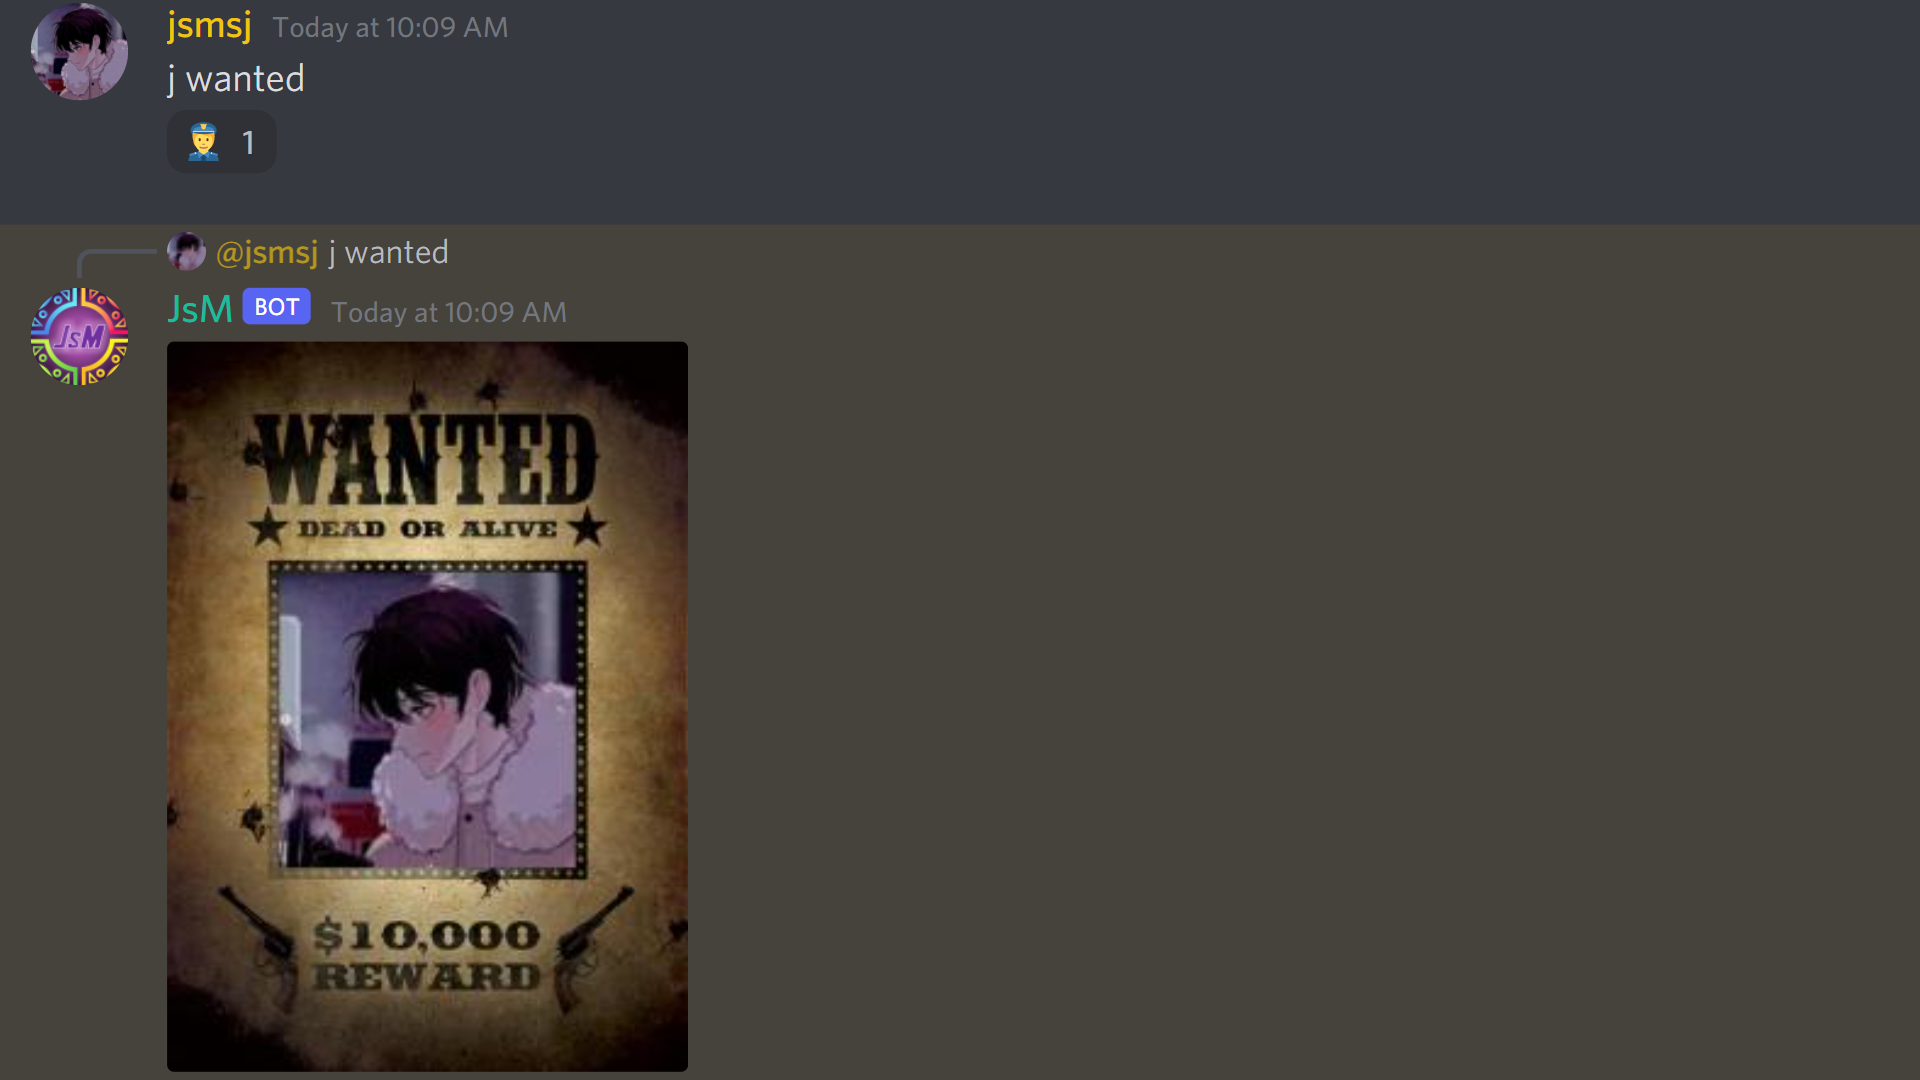 jsmsj Today at 10:09 AM
j wanted
1
@jsmsj j wanted
JsM BOT Today at 10:09 AM
JsM
WANTED
DEAD OR ALIVE
$10,000
REWARD